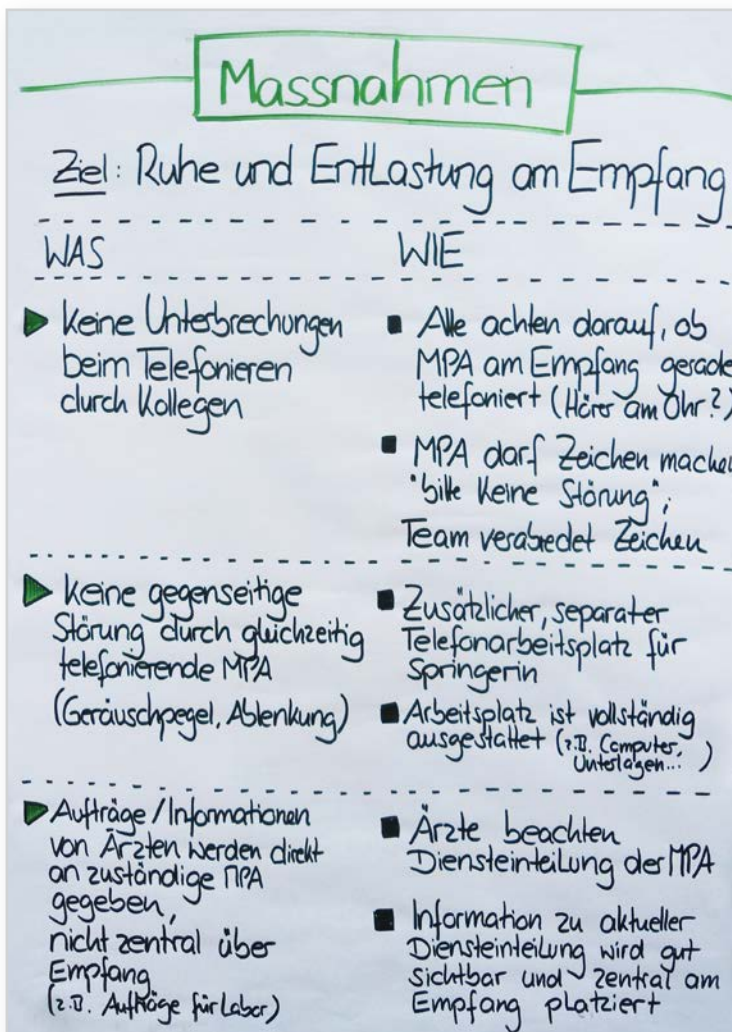 Massnahmen
Ziel: Ruhe und Entlastung am Empfang
WAS
WIE
Keine Unterbrechungen
beim Telefonieren
durch Kollegen
Alle achten darauf, ob
MPA am Empfang gerade
telefoniert (Hörer am Ohr?)
MPA darf Zeichen machen
"bitte keine Störung";
Team verabredet Zeichen
Keine gegenseitige
Störung durch gleichzeitig
telefonierende MPA
(Geräuschpegel, Ablenkung)
Zusätzlicher, separater
Telefonarbeitsplatz für
Springerin
Arbeitsplatz ist vollständig
ausgestattet (z.B. Computer,
Unterlagen... )
Aufträge/Informationen
von Ärzten werden direkt
an zuständige MPA
gegeben,
nicht zentral über
Empfang
(z.B. Aufträge für Labor)
Ärzte beachten
Diensteinteilung der MPA
Information zu aktueller
Diensteinteilung wird gut
sichtbar und zentral am
Empfang platziert